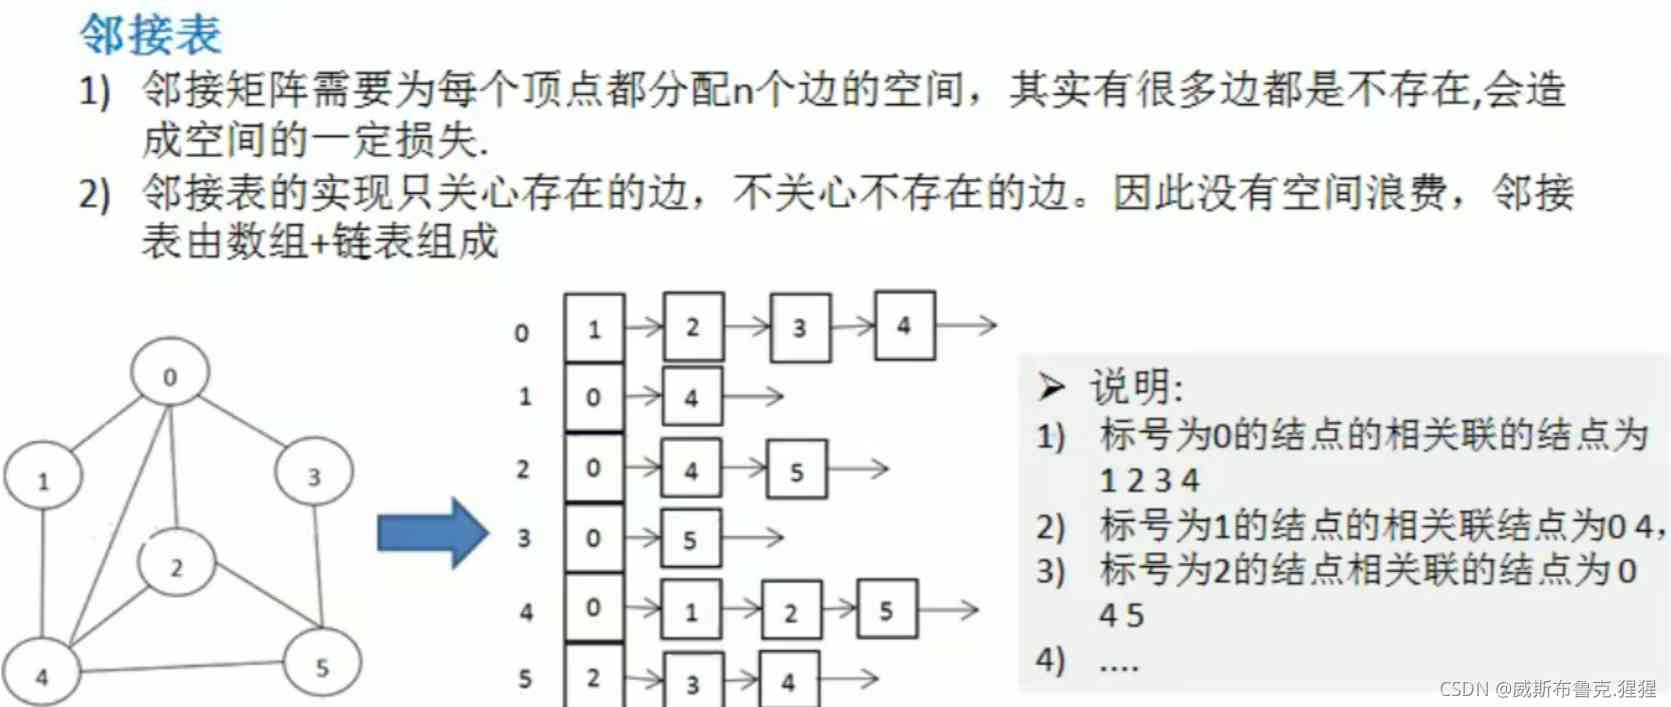 邻接表
1) 邻接矩阵需要为每个顶点都分配n个边的空间，其实有很多边都是不存在,会造
成空间的一定损失.
2) 邻接表的实现只关心存在的边，不关心不存在的边。因此没有空间浪费，邻接
表由数组+链表组成
0
1
3
2
4
5
0 1 2 3 4
1 0 4
2 0 4 5
3 0 5
4 0 1 2 5
5 2 3 4
➢ 说明:
1) 标号为0的结点的相关联的结点为
1 2 3 4
2) 标号为1的结点的相关联结点为0 4，
3) 标号为2的结点相关联的结点为 0
4 5
4) ....
CSDN @威斯布鲁克.猩猩